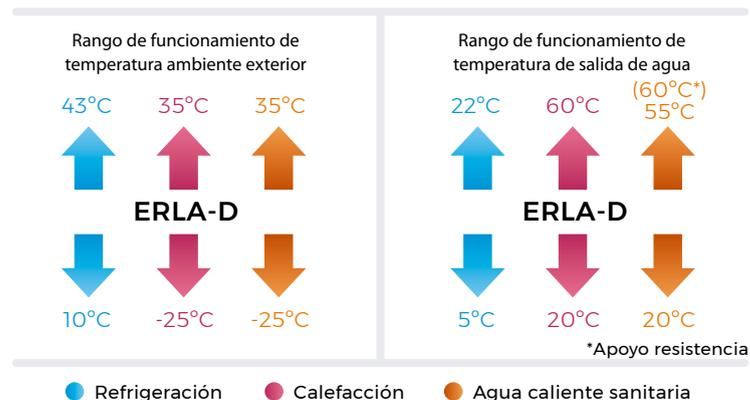 Rango de funcionamiento de
temperatura ambiente exterior
43°C 35°C 35°C
ERLA-D
10°C -25°C -25°C
Rango de funcionamiento de
temperatura de salida de agua
(60°C*)
22°C 60°C 55°C
ERLA-D
5°C 20°C 20°C
*Apoyo resistencia
Refrigeración Calefacción Agua caliente sanitaria